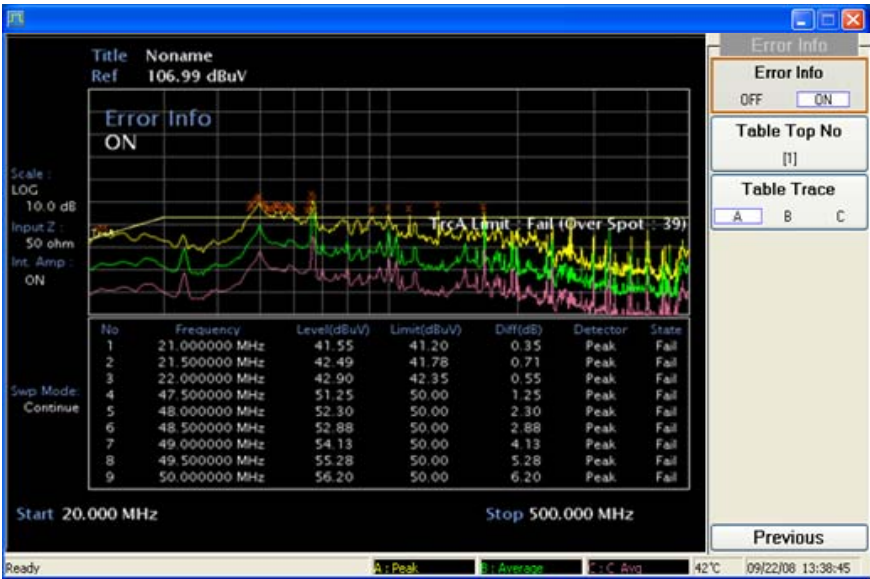 Error Info
Title Noname
Ref 106.99 dBuV
Error Info
ON
Scale :
LOG
10.0 dB
Input Z :
50 ohm
Int. Amp :
ON
TrcA Limit : Fail (Over Spot : 39)
No Frequency Level(dBuV) Limit(dBuV) Diff(dB) Detector State
1 21.000000 MHz 41.55 41.20 0.35 Peak Fail
2 21.500000 MHz 42.49 41.78 0.71 Peak Fail
3 22.000000 MHz 42.90 42.35 0.55 Peak Fail
4 47.500000 MHz 51.25 50.00 1.25 Peak Fail
5 48.000000 MHz 52.30 50.00 2.30 Peak Fail
6 48.500000 MHz 52.88 50.00 2.88 Peak Fail
7 49.000000 MHz 54.13 50.00 4.13 Peak Fail
8 49.500000 MHz 55.28 50.00 5.28 Peak Fail
9 50.000000 MHz 56.20 50.00 6.20 Peak Fail
Swp Mode:
Continue
Start 20.000 MHz Stop 500.000 MHz
Error Info
OFF ON
Table Top No
[1]
Table Trace
A B C
Previous
Ready A : Peak B : Average C : C Avg 42℃ 09/22/08 13:38:45